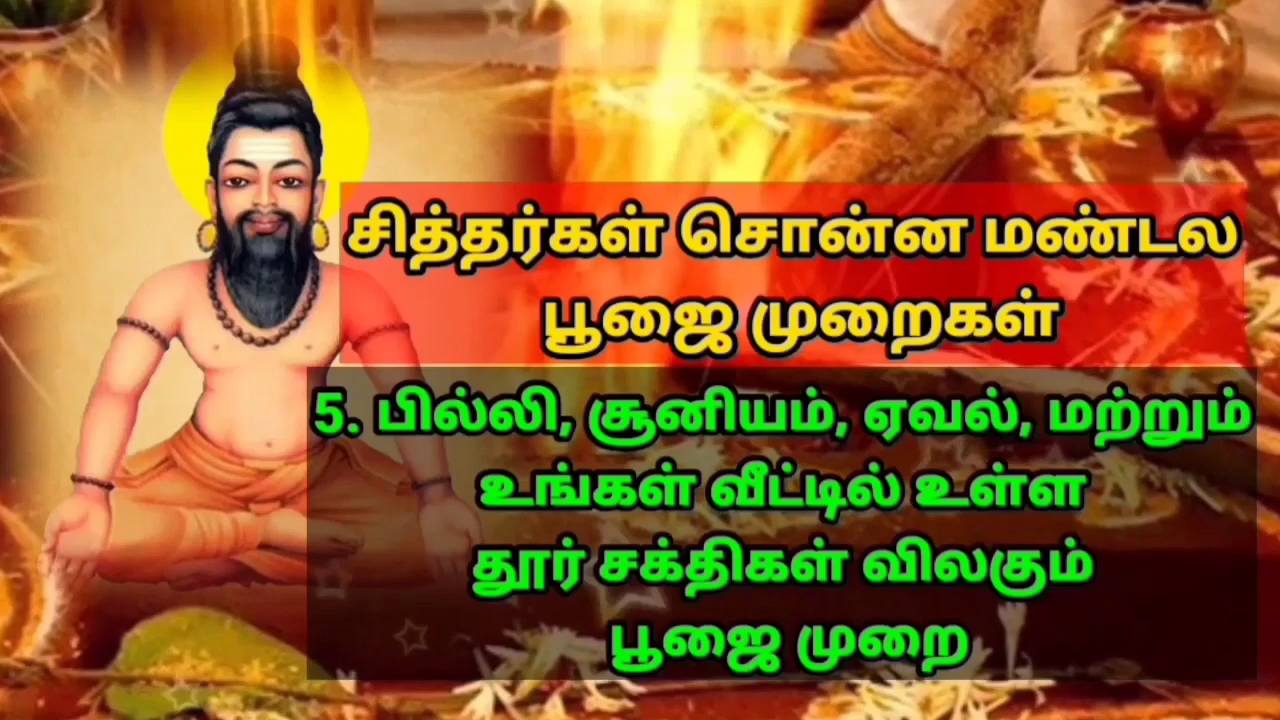 சித்தர்கள் சொன்ன மண்டல
பூஜை முறைகள்
5. பில்லி, சூனியம், ஏவல், மற்றும்
உங்கள் வீட்டில் உள்ள
தூர் சக்திகள் விலகும்
பூஜை முறை